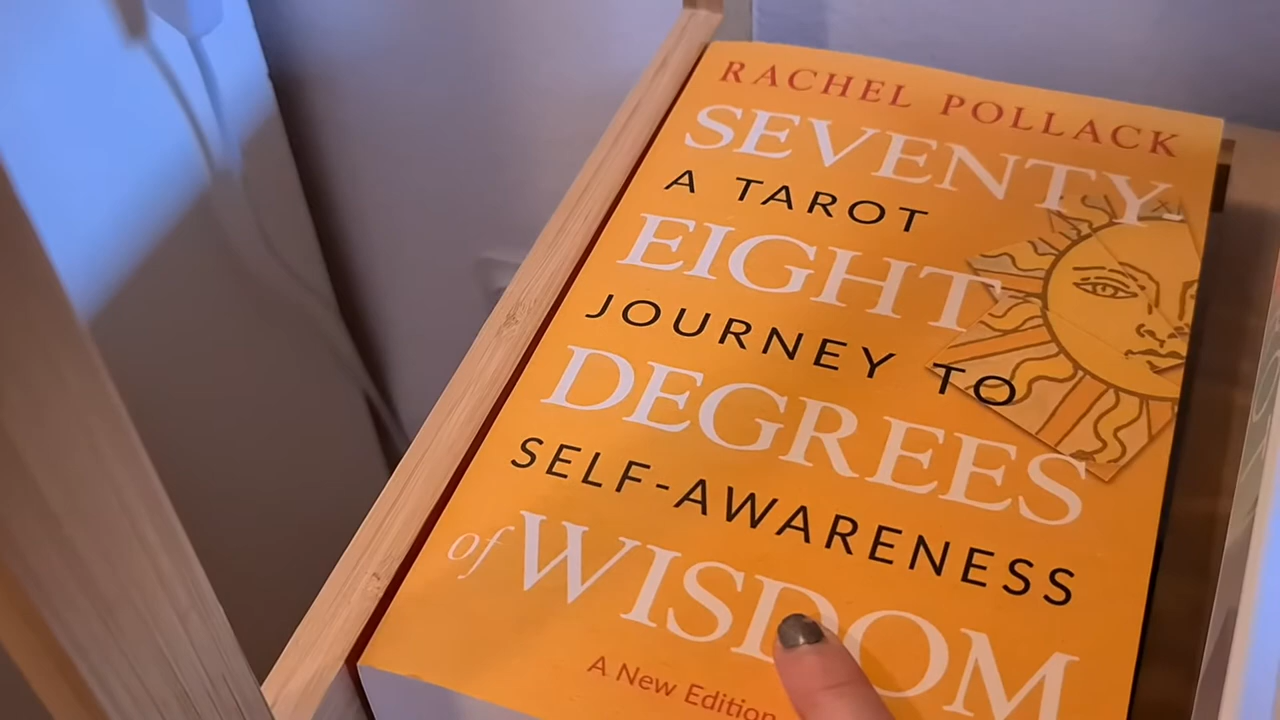 RACHEL POLLACK
SEVENTY-
A TAROT
EIGHT
JOURNEY TO
DEGREES
SELF-AWARENESS
of WISDOM
A New Edition